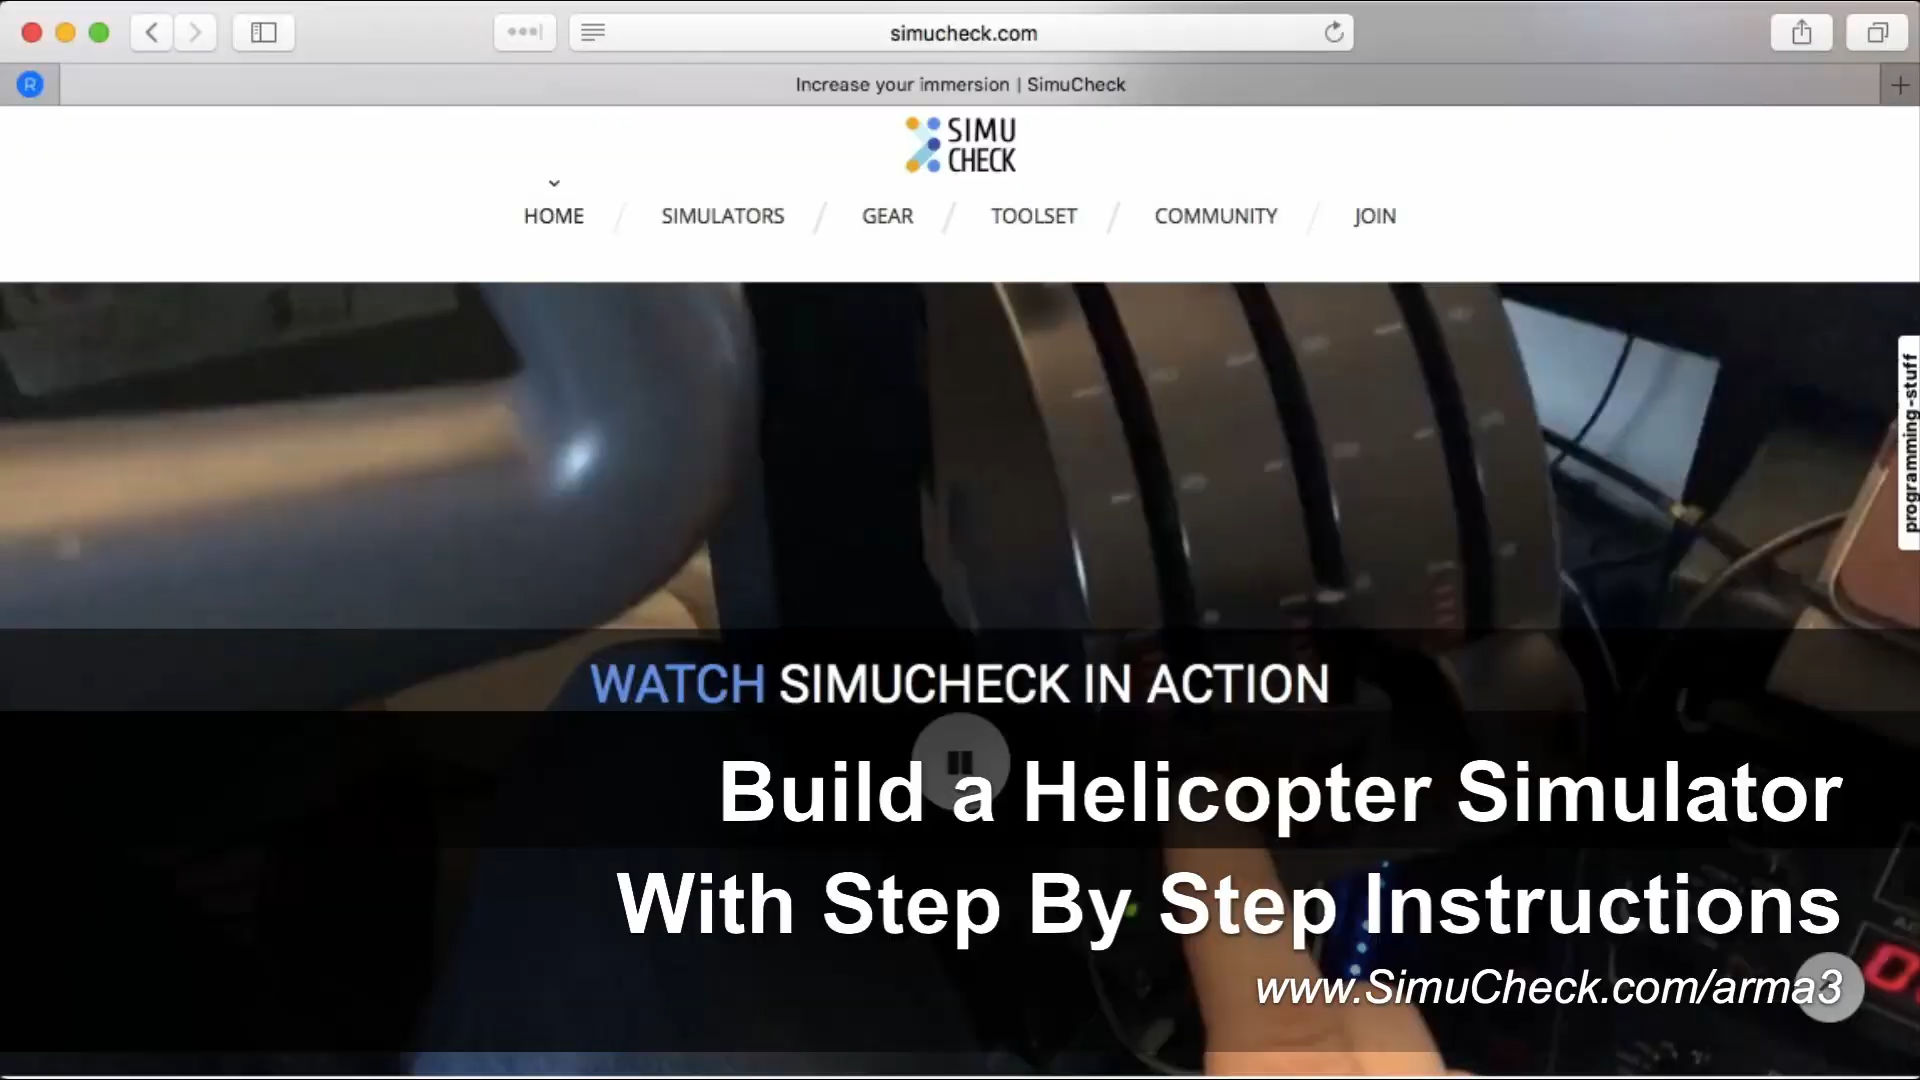 simucheck.com
R
Increase your immersion | SimuCheck
SIMU
CHECK
HOME
SIMULATORS
GEAR
TOOLSET
COMMUNITY
JOIN
programming-stuff
WATCH SIMUCHECK IN ACTION
Build a Helicopter Simulator
With Step By Step Instructions
www.SimuCheck.com/arma3